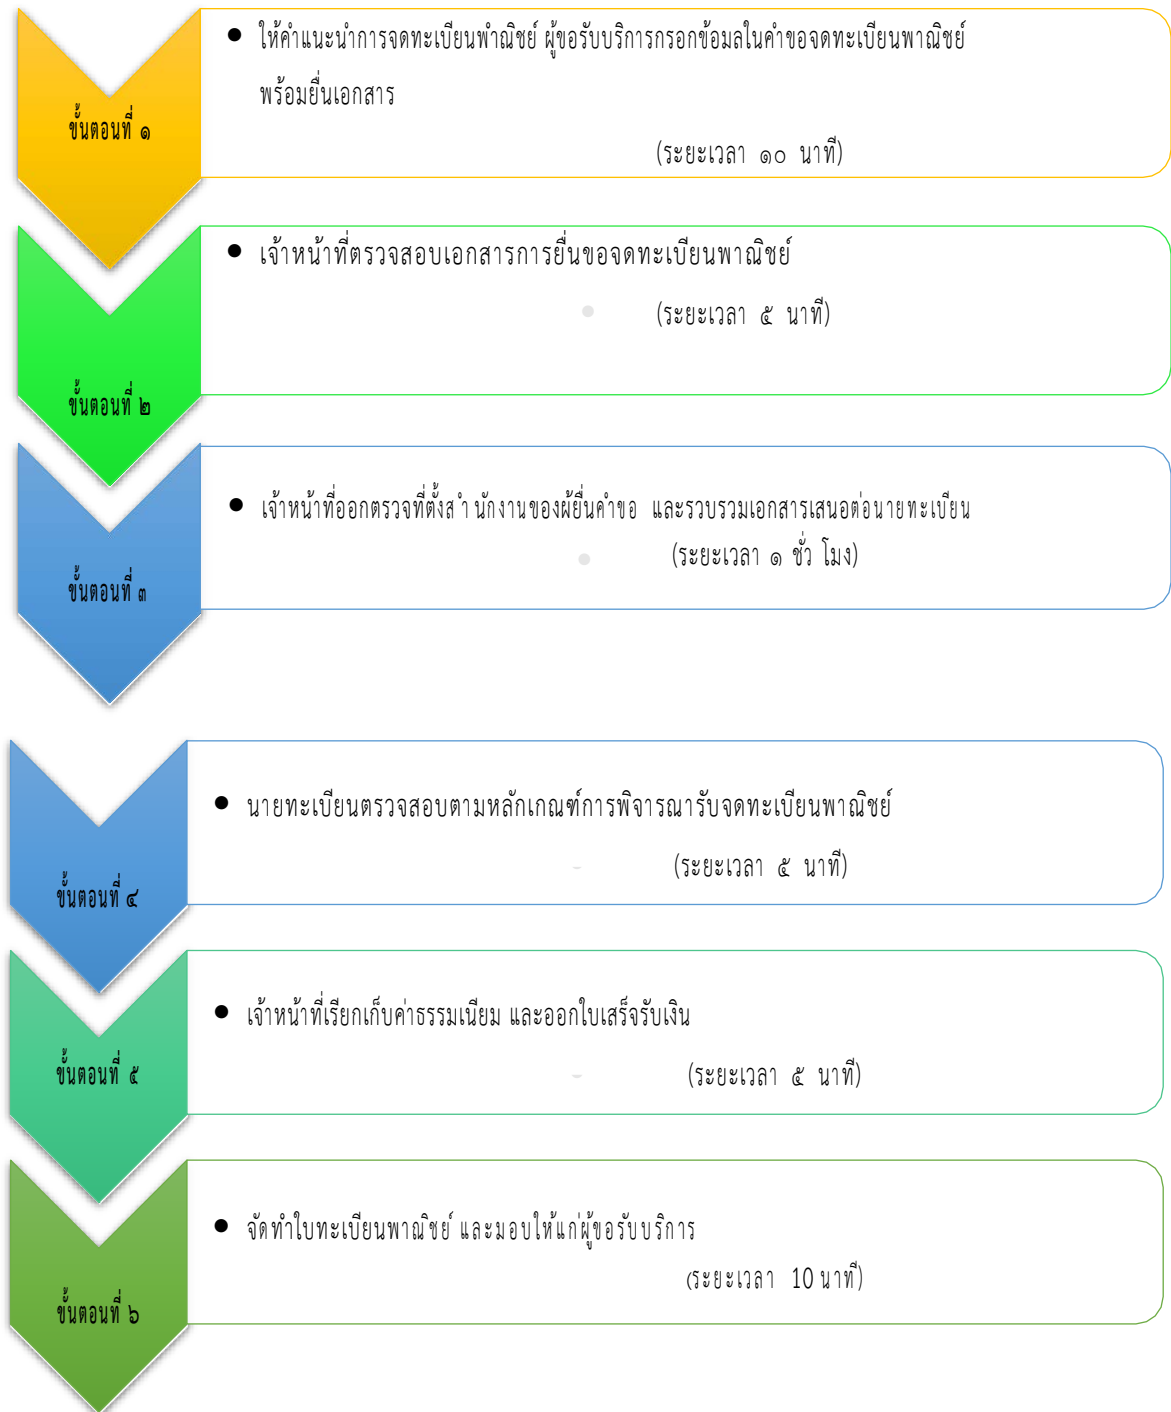 ขั้นตอนที่ ๑
● ให้คำแนะนำการจดทะเบียนพำณิชย์ ผู้ขอรับบริการกรอกข้อมลในคำขอจดทะเบียนพาณิชย์
พร้อมยื่นเอกสาร
(ระยะเวลา ๑๐ นาที)
ขั้นตอนที่ ๒
● เจ้าหน้าที่ตรวจสอบเอกสารการยื่นขอจดทะเบียนพาณิชย์
(ระยะเวลา ๕ นาที)
ขั้นตอนที่ ๓
● เจ้าหน้าที่ออกตรวจที่ตั้งส ำ นักงานของผ้ยื่นคำขอ และรวบรวมเอกสารเสนอต่อนายทะเบียน
(ระยะเวลา ๑ ชั่ว โมง)
ขั้นตอนที่ ๔
● นายทะเบียนตรวจสอบตามหลักเกณฑ์การพิจารณารับจดทะเบียนพาณิชย์
(ระยะเวลา ๕ นาที)
ขั้นตอนที่ ๕
● เจ้าหน้าที่เรียกเก็บค่าธรรมเนียม และออกใบเสร็จรับเงิน
(ระยะเวลา ๕ นาที)
ขั้นตอนที่ ๖
● จัดทำใบทะเบียนพาณิชย์ และมอบให้แก่ผู้ขอรับบริการ
(ระยะเวลา 10 นาที)